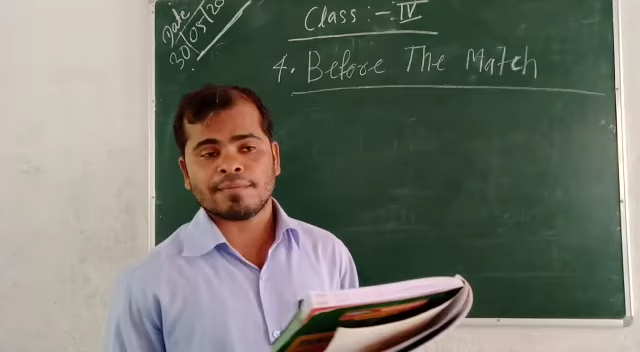 Date
30/05/20
Class :- IV
4. Before The Match